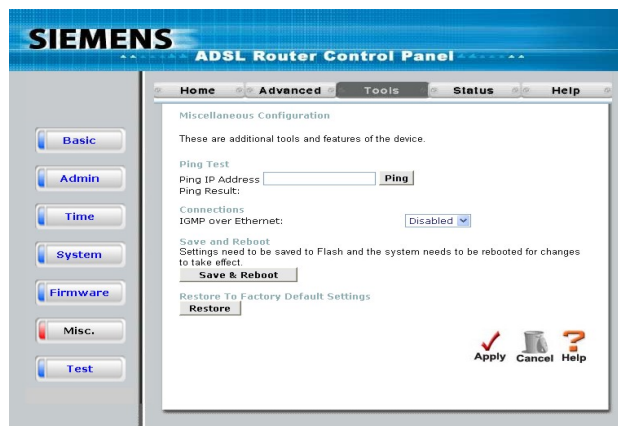 SIEMENS
ADSL Router Control Panel
Home Advanced Tools Status Help
Basic
Admin
Time
System
Firmware
Misc.
Test
Miscellaneous Configuration
These are additional tools and features of the device.
Ping Test
Ping IP Address Ping
Ping Result:
Connections
IGMP over Ethernet: Disabled
Save and Reboot
Settings need to be saved to Flash and the system needs to be rebooted for changes
to take effect.
Save & Reboot
Restore To Factory Default Settings
Restore
Apply Cancel Help